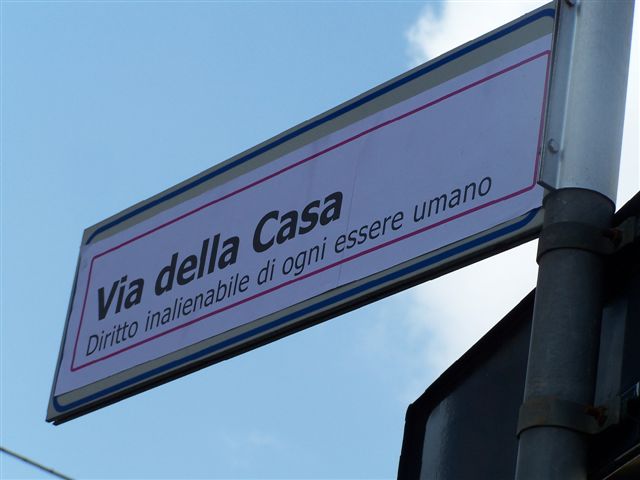 Via della Casa
Diritto inalienabile di ogni essere umano